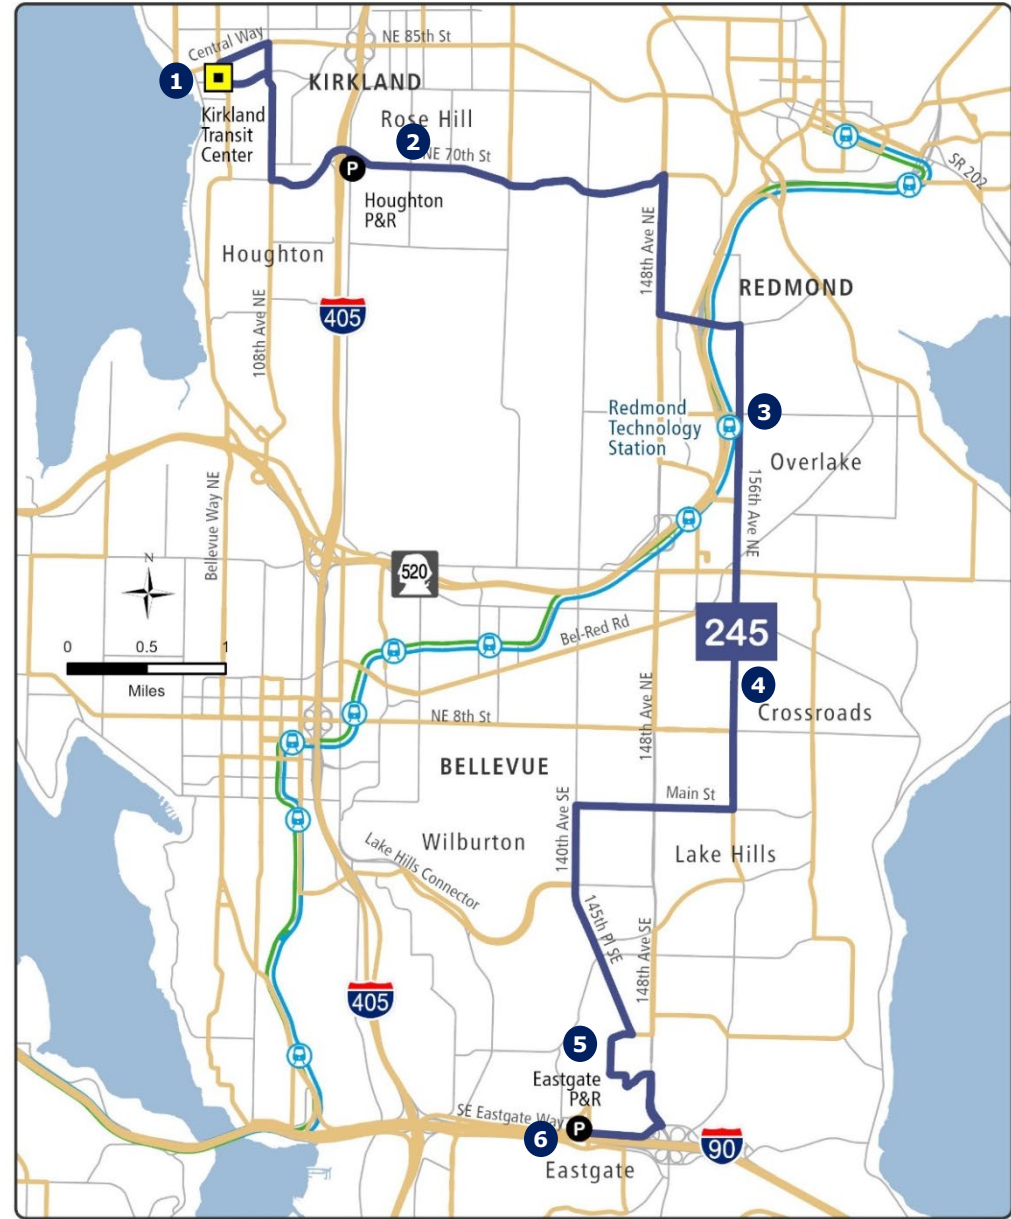 Central Way
NE 85th St
1
KIRKLAND
Kirkland
Transit
Center
Rose Hill
2
NE 70th St
SR 202
P
Houghton
P&R
Houghton
148th Ave NE
REDMOND
405
108th Ave NE
Redmond
Technology
Station
3
Overlake
Bellevue Way NE
156th Ave NE
N
520
0
0.5
1
Miles
Bel-Red Rd
245
4
Crossroads
148th Ave NE
NE 8th St
BELLEVUE
140th Ave SE
Main St
Wilburton
Lake Hills
Lake Hills Connector
145th Pl SE
148th Ave SE
405
5
Eastgate
P&R
SE Eastgate Way
P
6
90
Eastgate